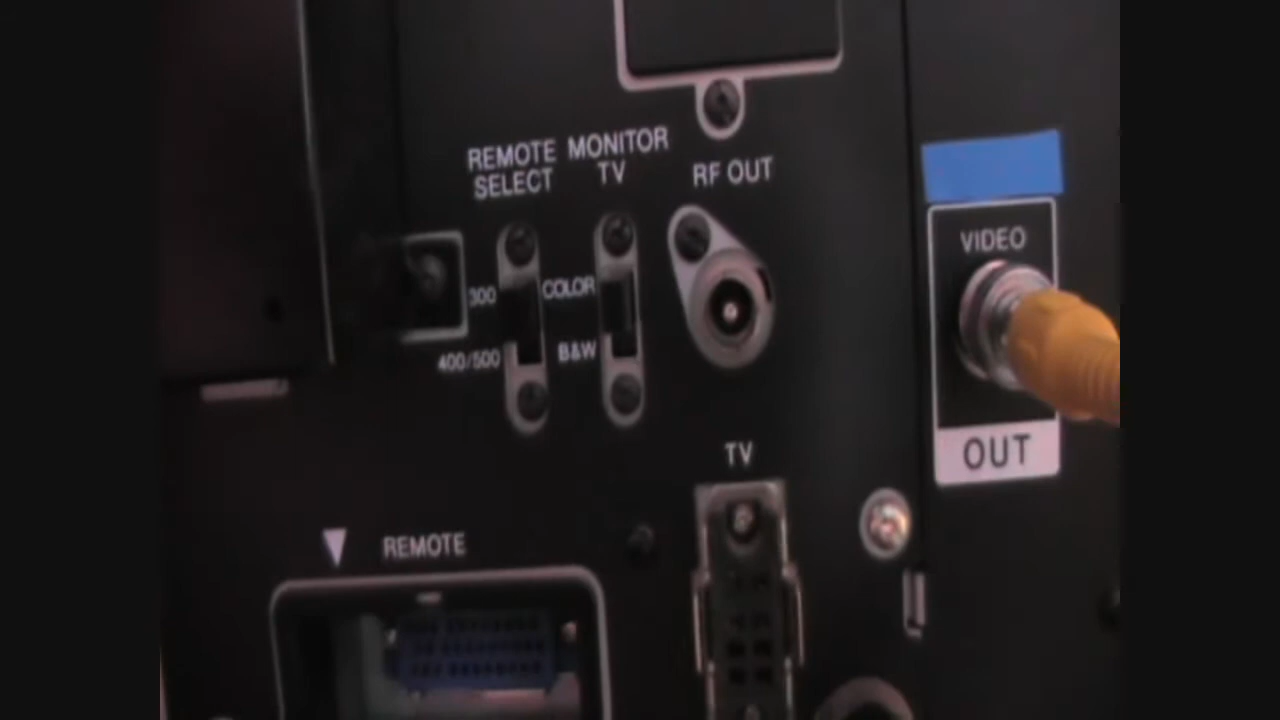 REMOTE
SELECT
MONITOR
TV
RF OUT
VIDEO
300
COLOR
400/500
B&W
OUT
TV
REMOTE